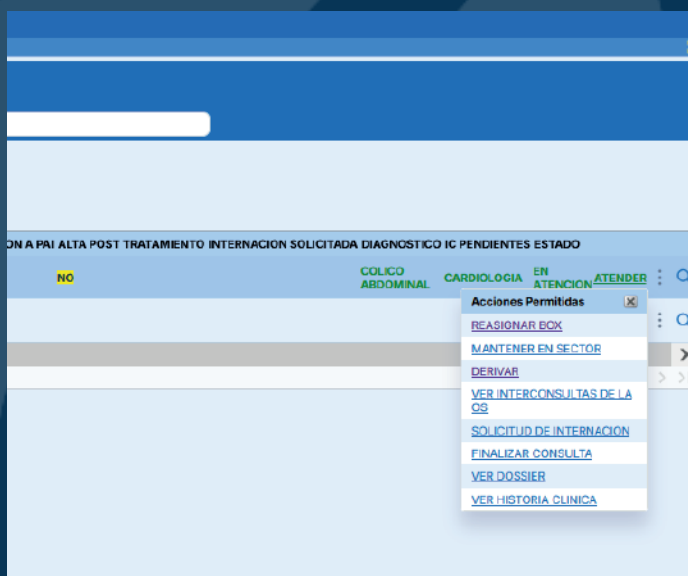 ON A PAI ALTA POST TRATAMIENTO INTERNACION SOLICITADA DIAGNOSTICO IC PENDIENTES ESTADO
NO COLICO ABDOMINAL CARDIOLOGIA EN ATENCION ATENDER
Acciones Permitidas
REASIGNAR BOX
MANTENER EN SECTOR
DERIVAR
VER INTERCONSULTAS DE LA
OS
SOLICITUD DE INTERNACION
FINALIZAR CONSULTA
VER DOSSIER
VER HISTORIA CLINICA